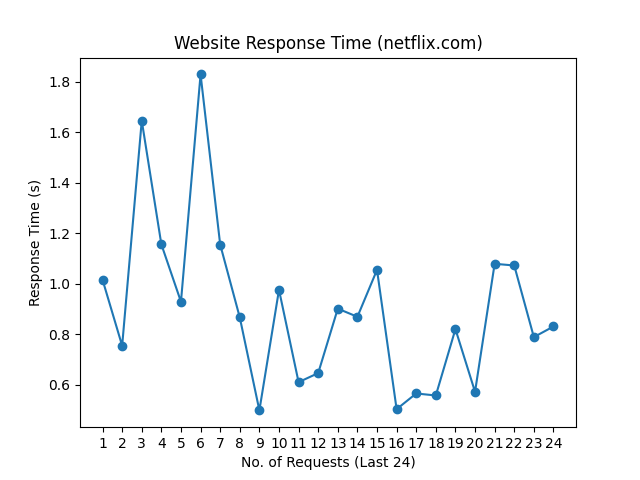 Website Response Time (netflix.com)
Response Time (s)
1.8
1.6
1.4
1.2
1.0
0.8
0.6
1 2 3 4 5 6 7 8 9 10 11 12 13 14 15 16 17 18 19 20 21 22 23 24
No. of Requests (Last 24)